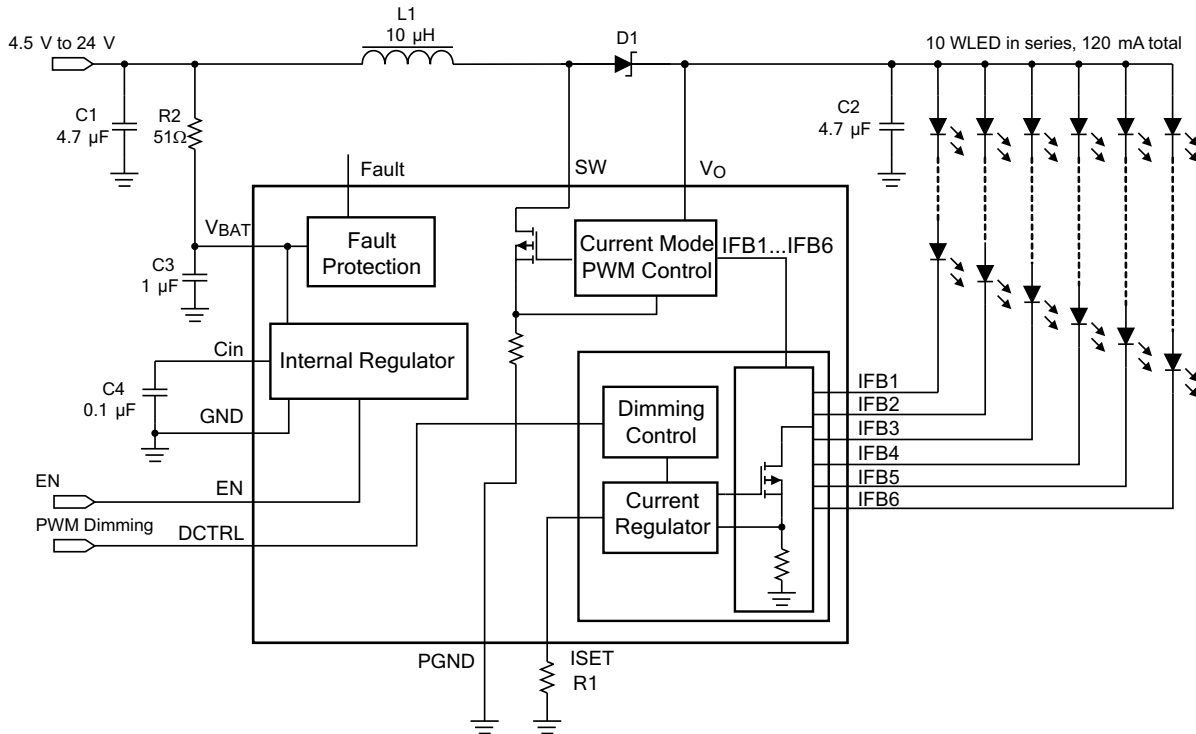 4.5 V to 24 V
L1
10 µH
D1
10 WLED in series, 120 mA total
C1
4.7 µF
R2
51Ω
C2
4.7 µF
Fault
SW
VO
VBAT
Fault
Protection
Current Mode
PWM Control
IFB1...IFB6
C3
1 µF
Cin
Internal Regulator
C4
0.1 µF
GND
Dimming
Control
IFB1
IFB2
IFB3
IFB4
IFB5
IFB6
EN
EN
Current
Regulator
PWM Dimming
DCTRL
PGND
ISET
R1